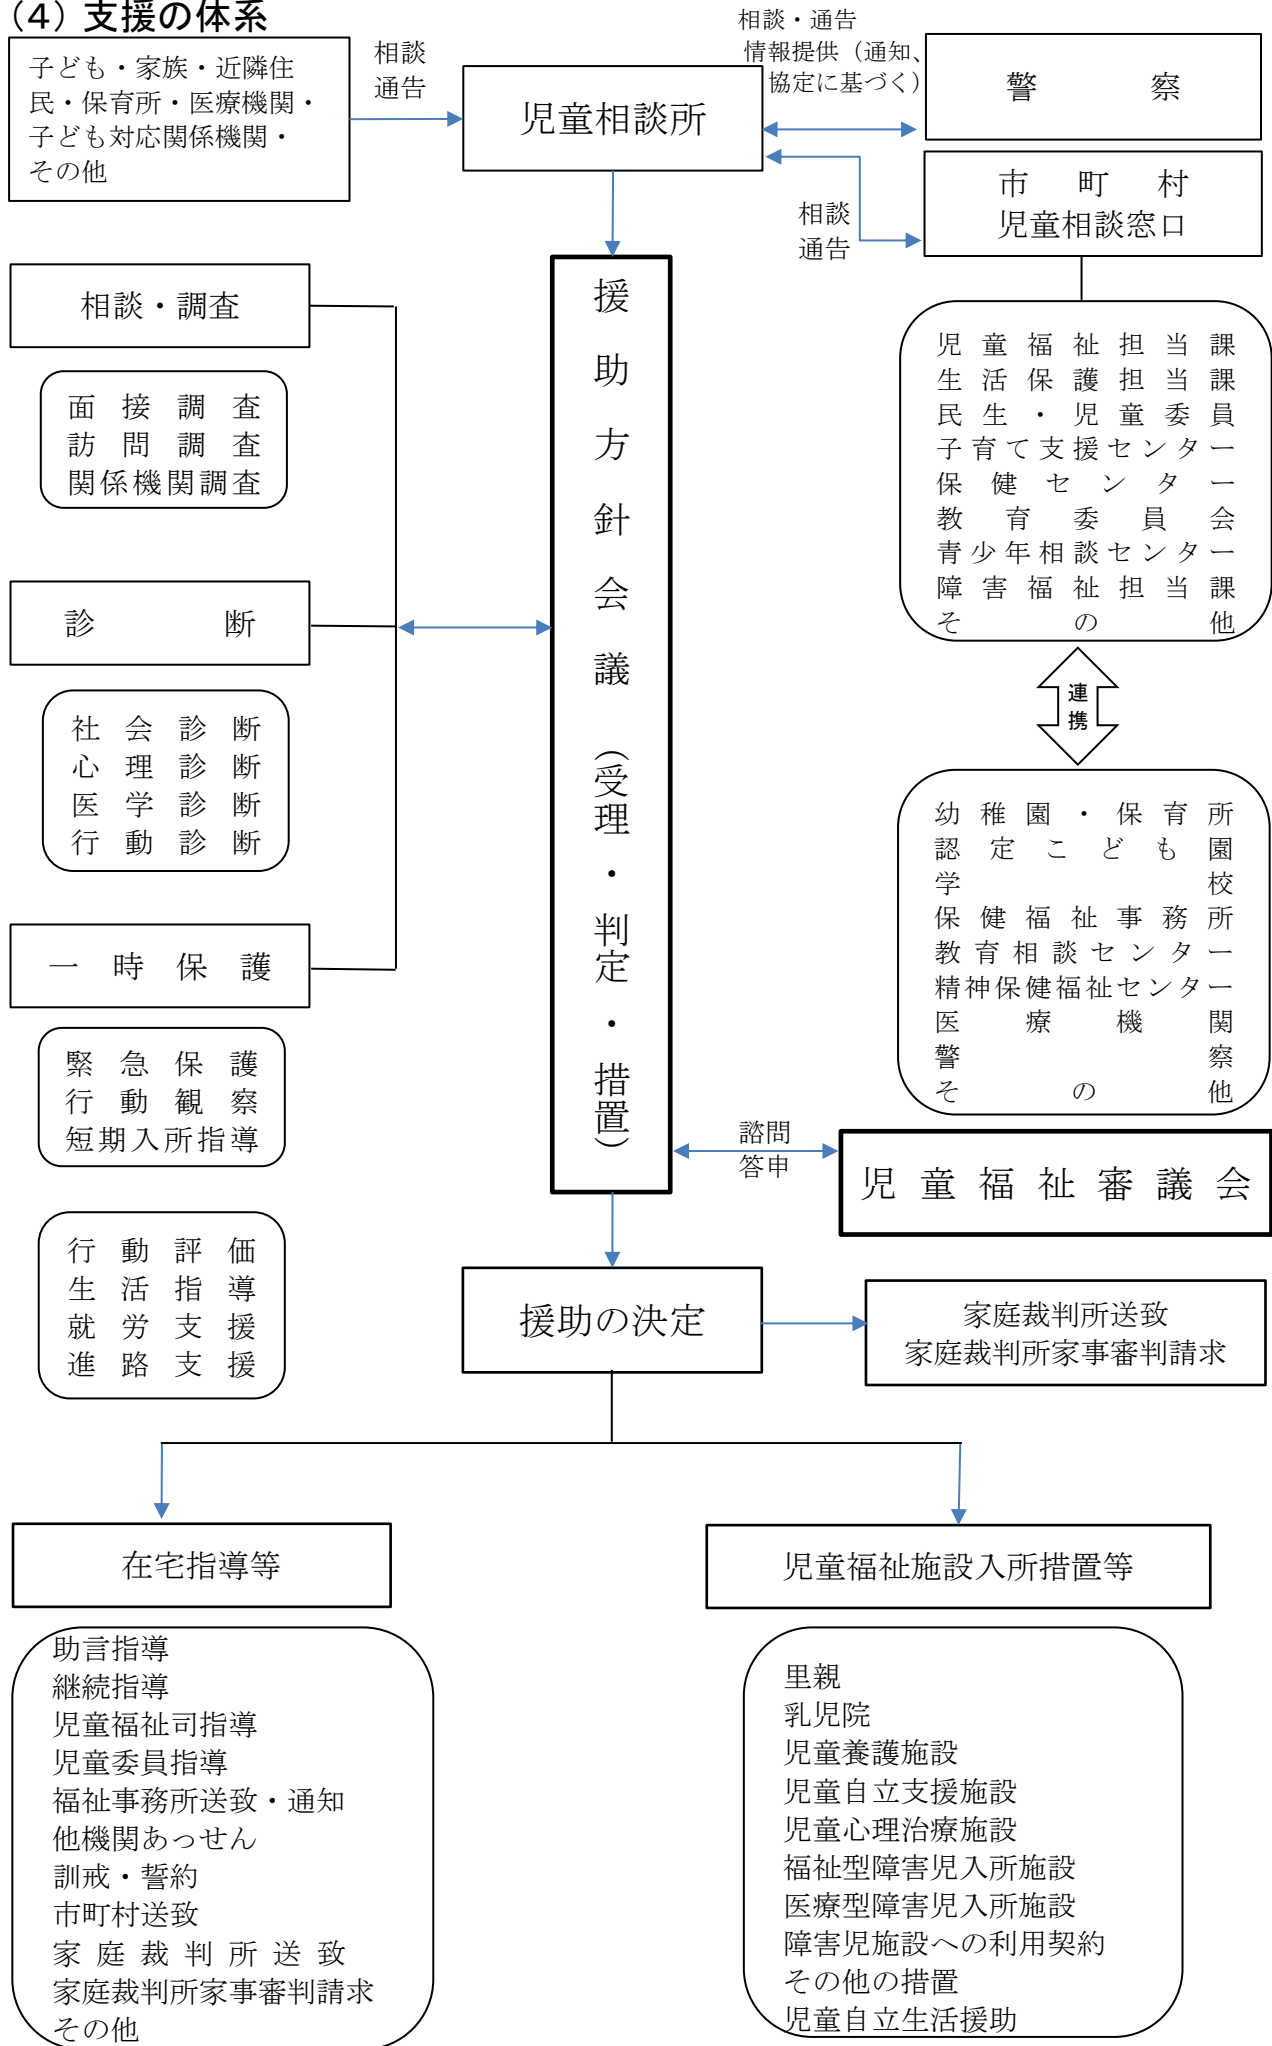 (4) 支援の体系
子ども・家族・近隣住
民・保育所・医療機関・
子ども対応関係機関・
その他
相談
通告
児童相談所
相談・通告
情報提供（通知、
協定に基づく）
警察
市町村
児童相談窓口
相談
通告
児童福祉担当課
生活保護担当課
民生・児童委員
子育て支援センター
保健センター
教育委員会
青少年相談センター
障害福祉担当課
その他
連
携
幼稚園・保育所
認定こども園
学校
保健福祉事務所
教育相談センター
精神保健福祉センター
医療機関
警察
その他
相談・調査
面接調査
訪問調査
関係機関調査
診断
社会診断
心理診断
医学診断
行動診断
一時保護
緊急保護
行動観察
短期入所指導
行動評価
生活指導
就労支援
進路支援
援助方針会議（受理・判定・措置）
諮問
答申
児童福祉審議会
援助の決定
家庭裁判所送致
家庭裁判所家事審判請求
在宅指導等
助言指導
継続指導
児童福祉司指導
児童委員指導
福祉事務所送致・通知
他機関あっせん
訓戒・誓約
市町村送致
家庭裁判所送致
家庭裁判所家事審判請求
その他
児童福祉施設入所措置等
里親
乳児院
児童養護施設
児童自立支援施設
児童心理治療施設
福祉型障害児入所施設
医療型障害児入所施設
障害児施設への利用契約
その他の措置
児童自立生活援助